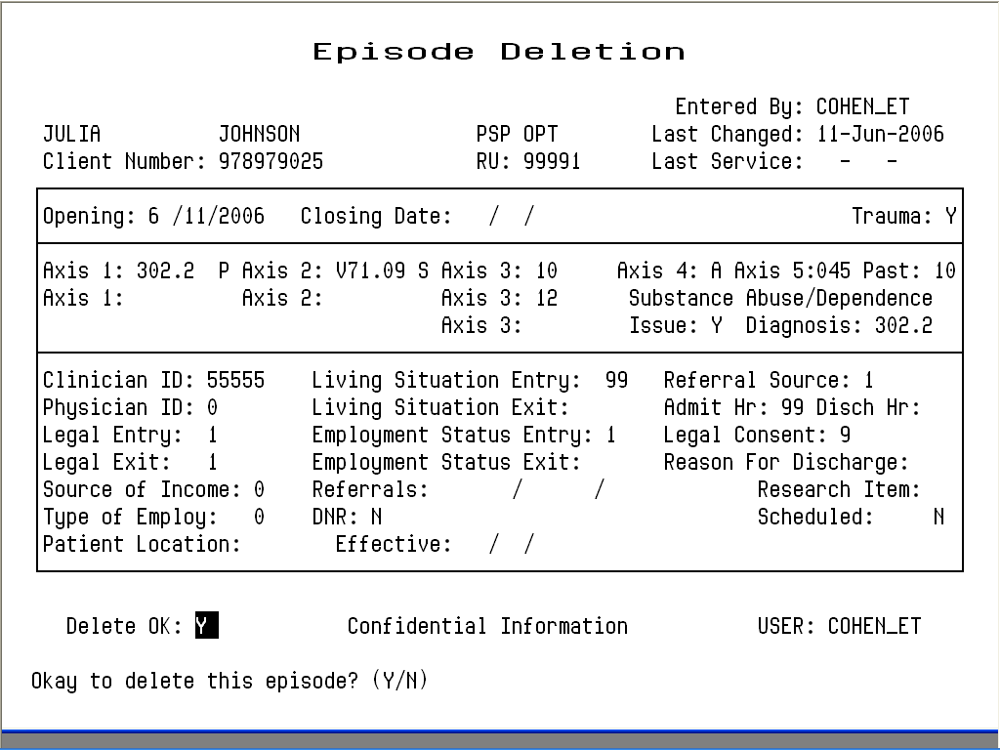 Episode Deletion
Entered By: COHEN_ET
JULIA JOHNSON PSP OPT Last Changed: 11-Jun-2006
Client Number: 978979025 RU: 99991 Last Service: - -
Opening: 6 /11/2006 Closing Date: / / Trauma: Y
Axis 1: 302.2 P Axis 2: V71.09 S Axis 3: 10 Axis 4: A Axis 5:045 Past: 10
Axis 1: Axis 2: Axis 3: 12 Substance Abuse/Dependence
Axis 3: Issue: Y Diagnosis: 302.2
Clinician ID: 55555 Living Situation Entry: 99 Referral Source: 1
Physician ID: 0 Living Situation Exit: Admit Hr: 99 Disch Hr:
Legal Entry: 1 Employment Status Entry: 1 Legal Consent: 9
Legal Exit: 1 Employment Status Exit: Reason For Discharge:
Source of Income: 0 Referrals: / / Research Item:
Type of Employ: 0 DNR: N Scheduled: N
Patient Location: Effective: / /
Delete OK: Y Confidential Information USER: COHEN_ET
Okay to delete this episode? (Y/N)